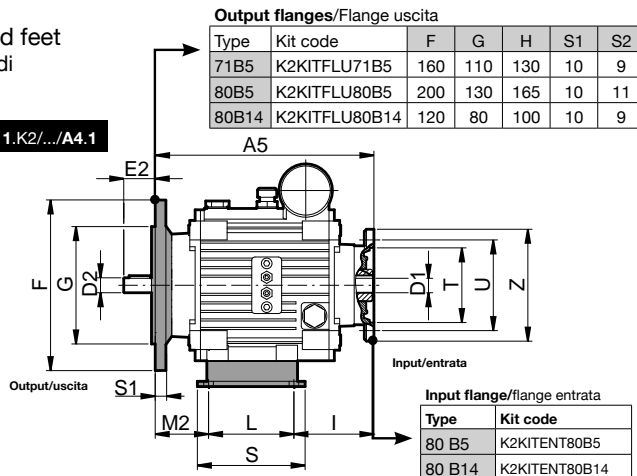 Output flanges/Flange uscita
d feet
di
Type Kit code F G H S1 S2
71B5 K2KITFLU71B5 160 110 130 10 9
80B5 K2KITFLU80B5 200 130 165 10 11
80B14 K2KITFLU80B14 120 80 100 10 9
1.K2/.../A4.1
A5
E2
F
G
D2
D1
T
U
Z
Input/entrata
Output/uscita
S1
M2
L
I
S
Input flange/flange entrata
Type Kit code
80 B5 K2KITENT80B5
80 B14 K2KITENT80B14